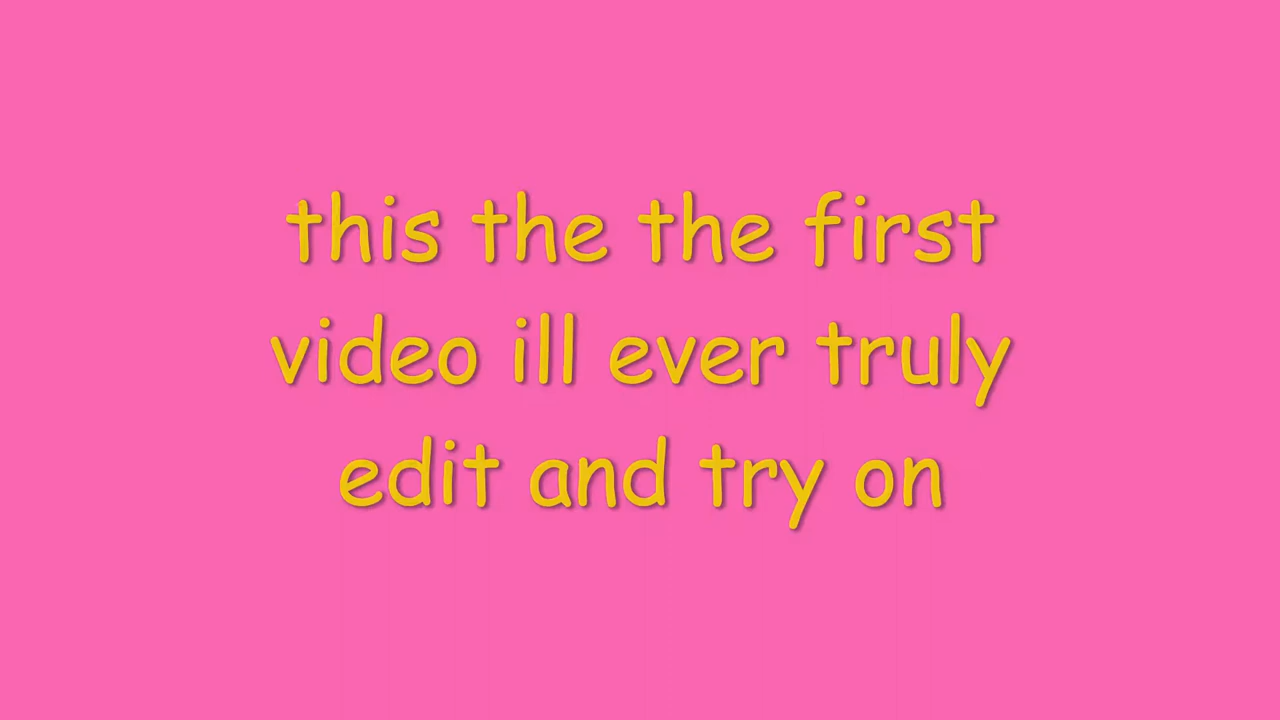 this the the first
video ill ever truly
edit and try on